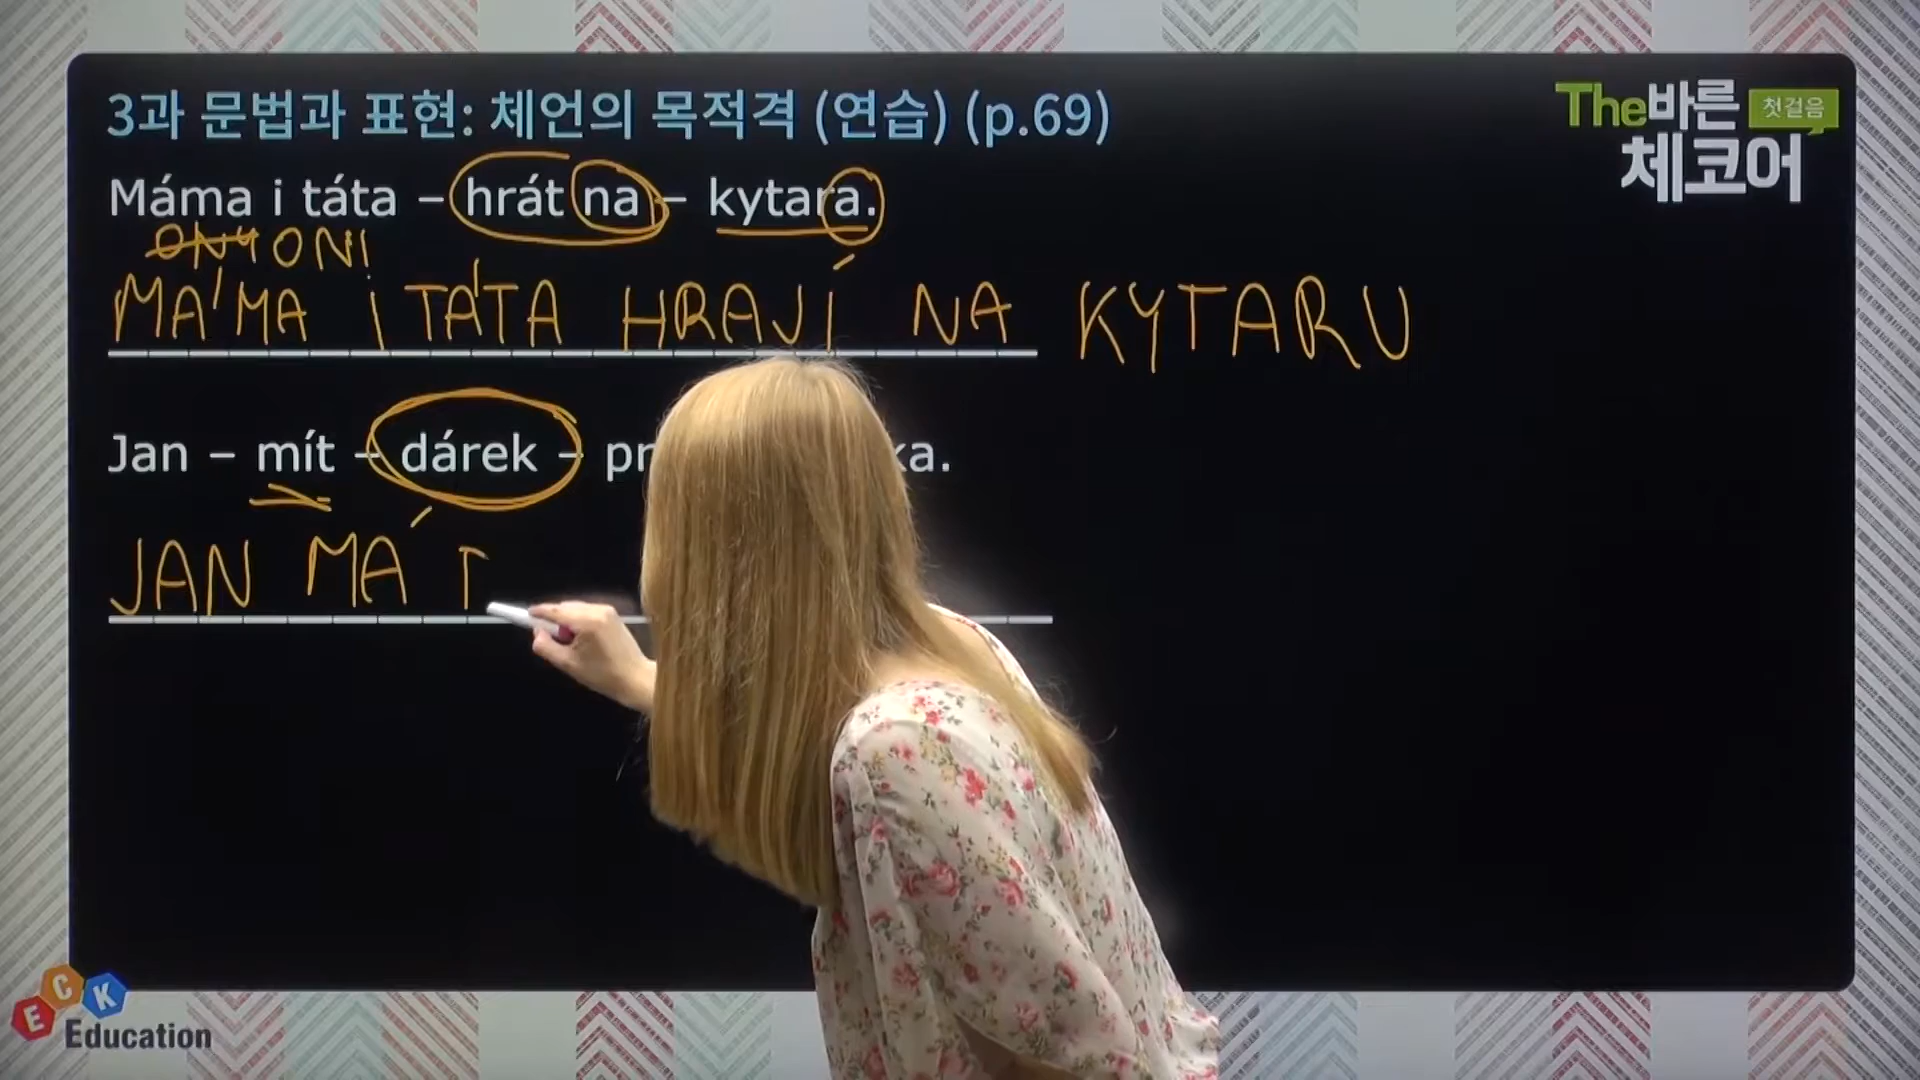 3과 문법과 표현: 체언의 목적격 (연습) (p.69)
The바른 첫걸음
체코어
Máma i táta – hrát na – kytara.
ONY ONI
MÁMA i TÁTA HRAJÍ NA KYTARU
Jan – mít – dárek –
JAN MÁ
ECK
Education